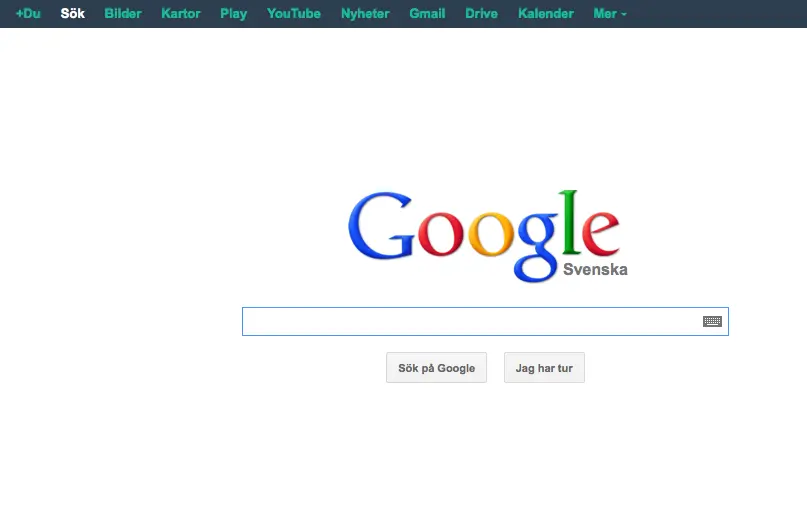 +Du Sök Bilder Kartor Play YouTube Nyheter Gmail Drive Kalender Mer
Google
Svenska
Sök på Google Jag har tur